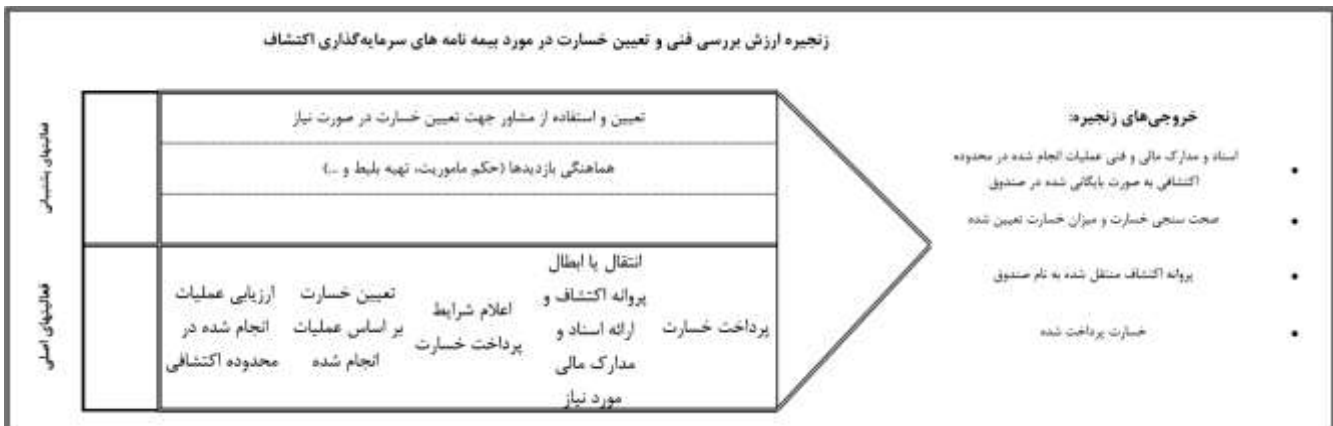 زنجیره ارزش بررسی فنی و تعیین خسارت در مورد بیمه نامه های سرمایه‌گذاری اکتشاف
فعالیتهای پشتیبانی
تعیین و استفاده از مشاور جهت تعیین خسارت در صورت نیاز
هماهنگی بازدیدها (حکم ماموریت، تهیه بلیط و ...)
فعالیتهای اصلی
ارزیابی عملیات
انجام شده در
محدوده اکتشافی
تعیین خسارت
بر اساس عملیات
انجام شده
اعلام شرایط
پرداخت خسارت
انتقال یا ابطال
پروانه اکتشاف و
ارائه اسناد و
مدارک مالی
مورد نیاز
پرداخت خسارت
خروجی‌های زنجیره:
• اسناد و مدارک مالی و فنی عملیات انجام شده در محدوده
اکتشافی به صورت بایگانی شده در صندوق
• صحت سنجی خسارت و میزان خسارت تعیین شده
• پروانه اکتشاف منتقل شده به نام صندوق
• خسارت پرداخت شده